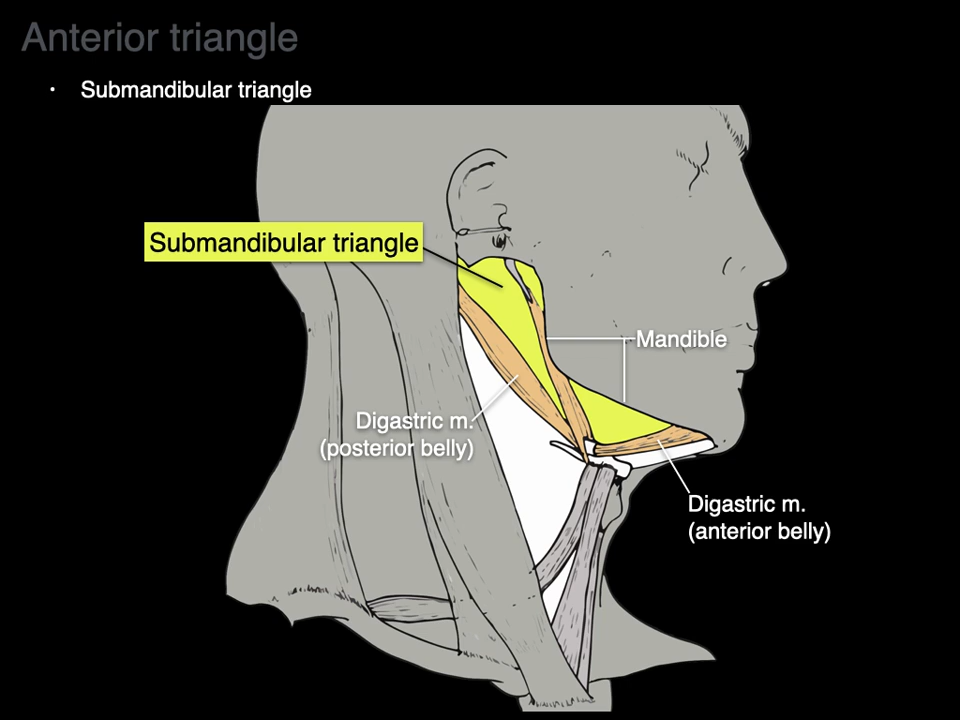 Anterior triangle
• Submandibular triangle
Submandibular triangle
Mandible
Digastric m.
(posterior belly)
Digastric m.
(anterior belly)